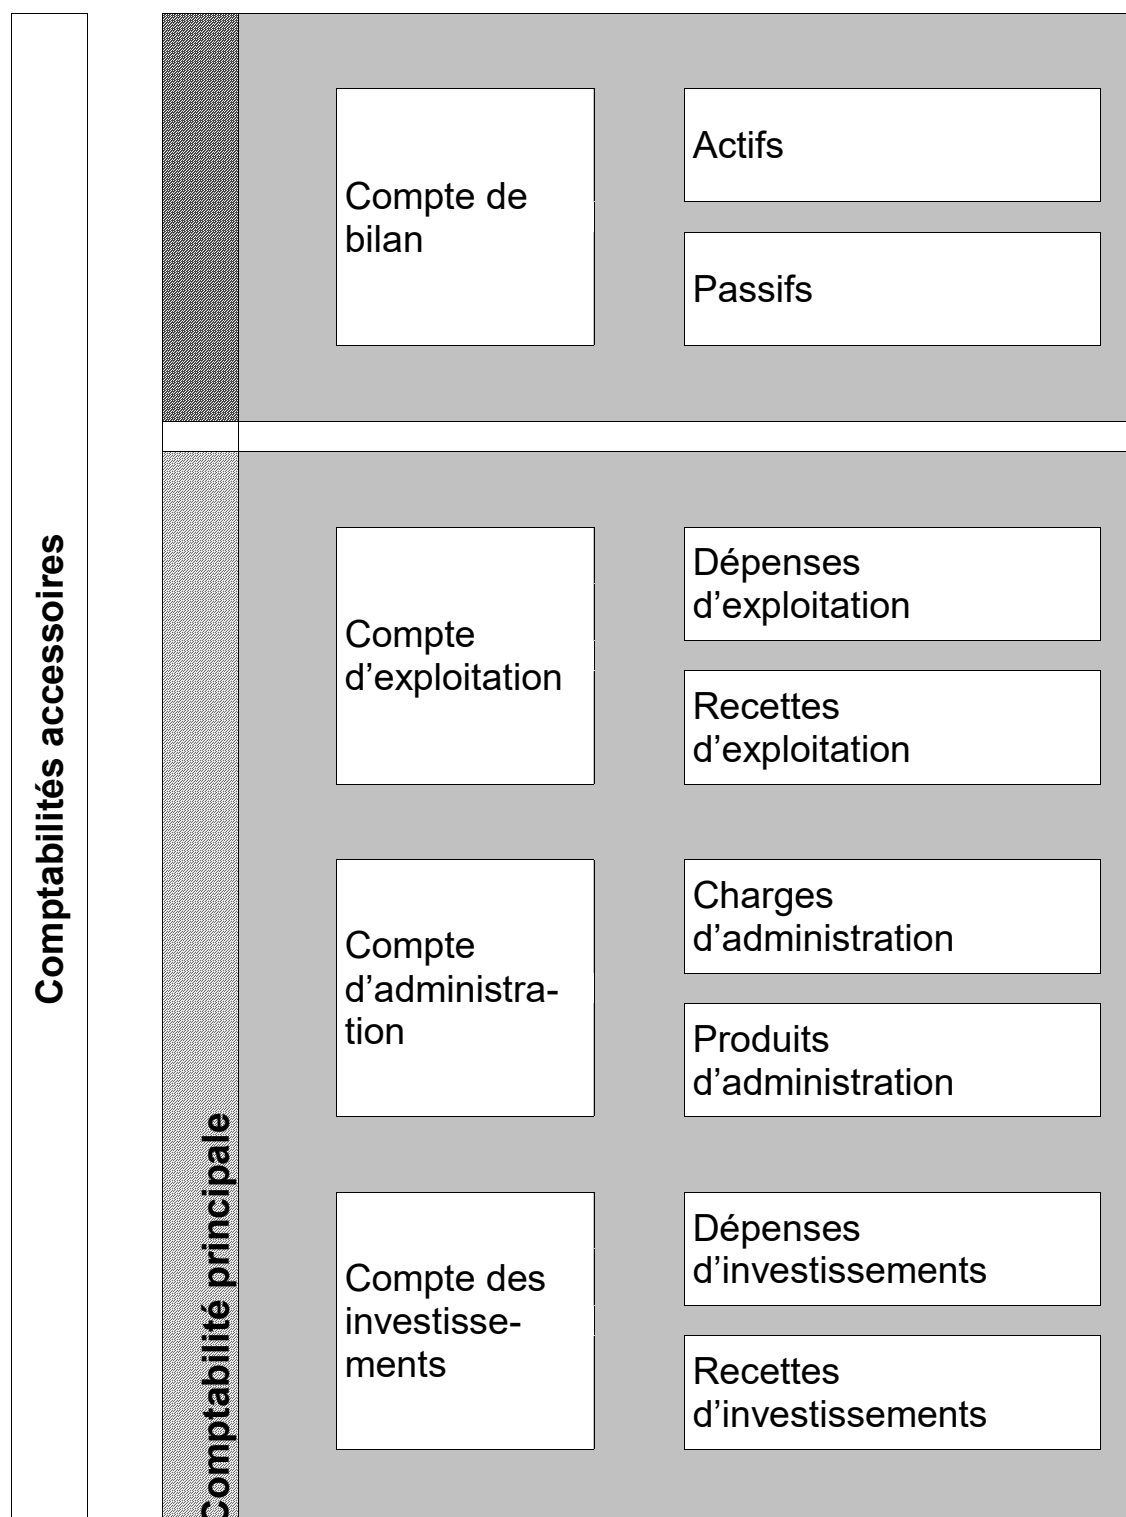 Comptabilités accessoires
Comptabilité principale
Compte de
bilan
Actifs
Passifs
Compte
d’exploitation
Dépenses
d’exploitation
Recettes
d’exploitation
Compte
d’administra-
tion
Charges
d’administration
Produits
d’administration
Compte des
investisse-
ments
Dépenses
d’investissements
Recettes
d’investissements